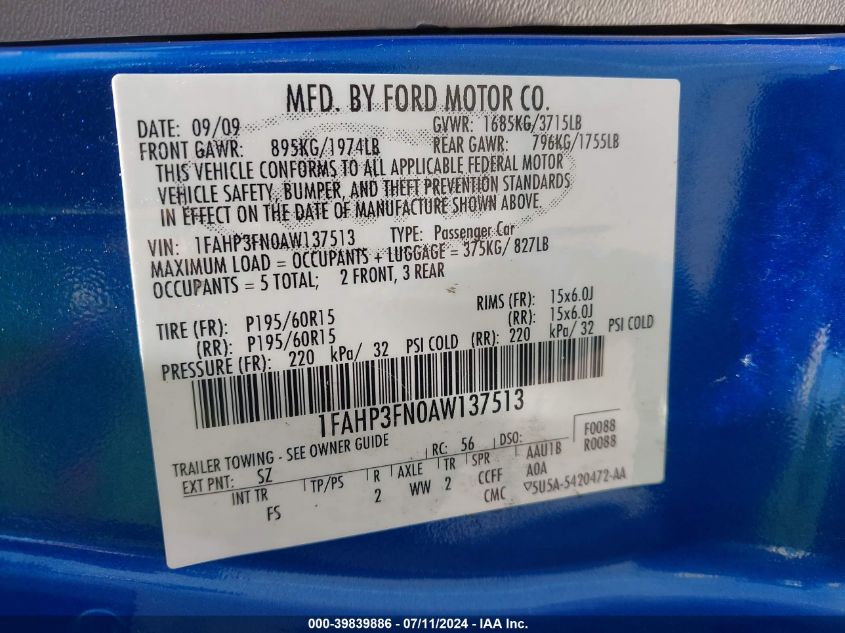 MFD. BY FORD MOTOR CO.
DATE: 09/09 GVWR: 1685KG/3715LB
FRONT GAWR: 895KG/1974LB REAR GAWR: 796KG/1755LB
THIS VEHICLE CONFORMS TO ALL APPLICABLE FEDERAL MOTOR
VEHICLE SAFETY, BUMPER, AND THEFT PREVENTION STANDARDS
IN EFFECT ON THE DATE OF MANUFACTURE SHOWN ABOVE.
VIN: 1FAHP3FN0AW137513 TYPE: Passenger Car
MAXIMUM LOAD = OCCUPANTS + LUGGAGE = 375KG/ 827LB
OCCUPANTS = 5 TOTAL; 2 FRONT, 3 REAR
TIRE (FR): P195/60R15 RIMS (FR): 15x6.0J
(RR): P195/60R15 (RR): 15x6.0J
PRESSURE (FR): 220 kPa/ 32 PSI COLD (RR): 220 kPa/ 32 PSI COLD
1FAHP3FN0AW137513
TRAILER TOWING - SEE OWNER GUIDE RC: 56 DSO: F0088
EXT PNT: SZ AAU1B R0088
INT TR TP/PS R AXLE TR SPR A0A
FS 2 WW 2 CCFF
CMC ▽5U5A-5420472-AA
000-39839886 - 07/11/2024 - IAA Inc.